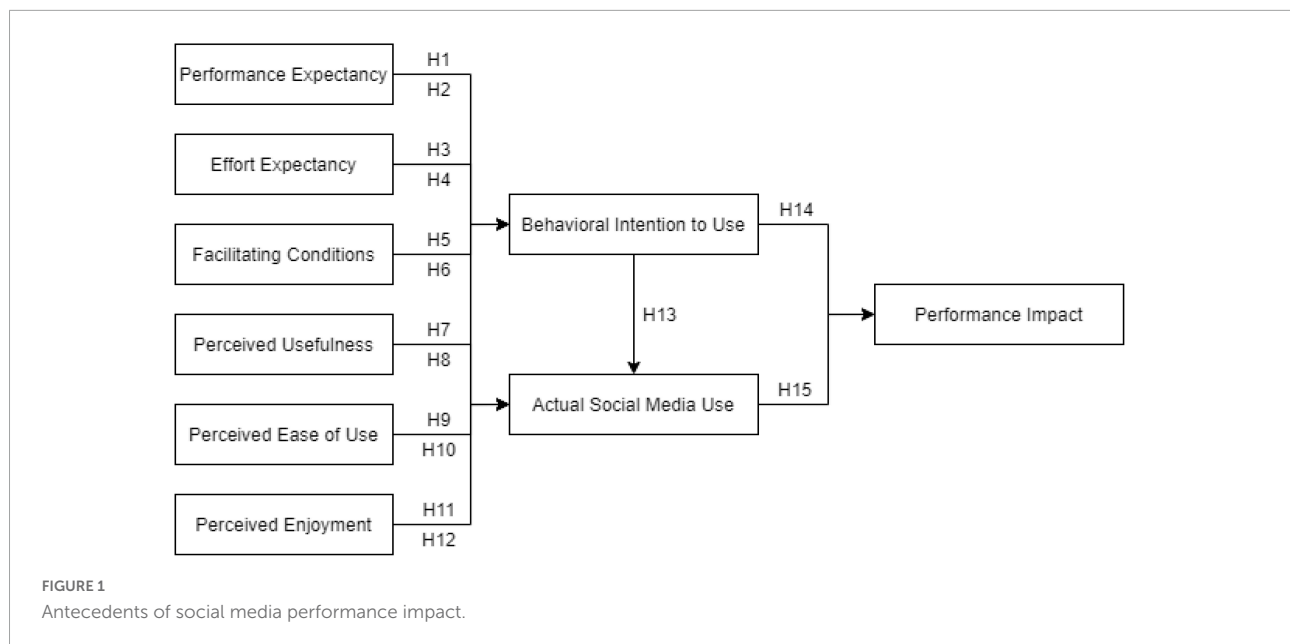 Performance Expectancy
H1
H2
Effort Expectancy
H3
H4
Facilitating Conditions
H5
H6
Perceived Usefulness
H7
H8
Perceived Ease of Use
H9
H10
Perceived Enjoyment
H11
H12
Behavioral Intention to Use
H13
Actual Social Media Use
H14
H15
Performance Impact
FIGURE 1
Antecedents of social media performance impact.